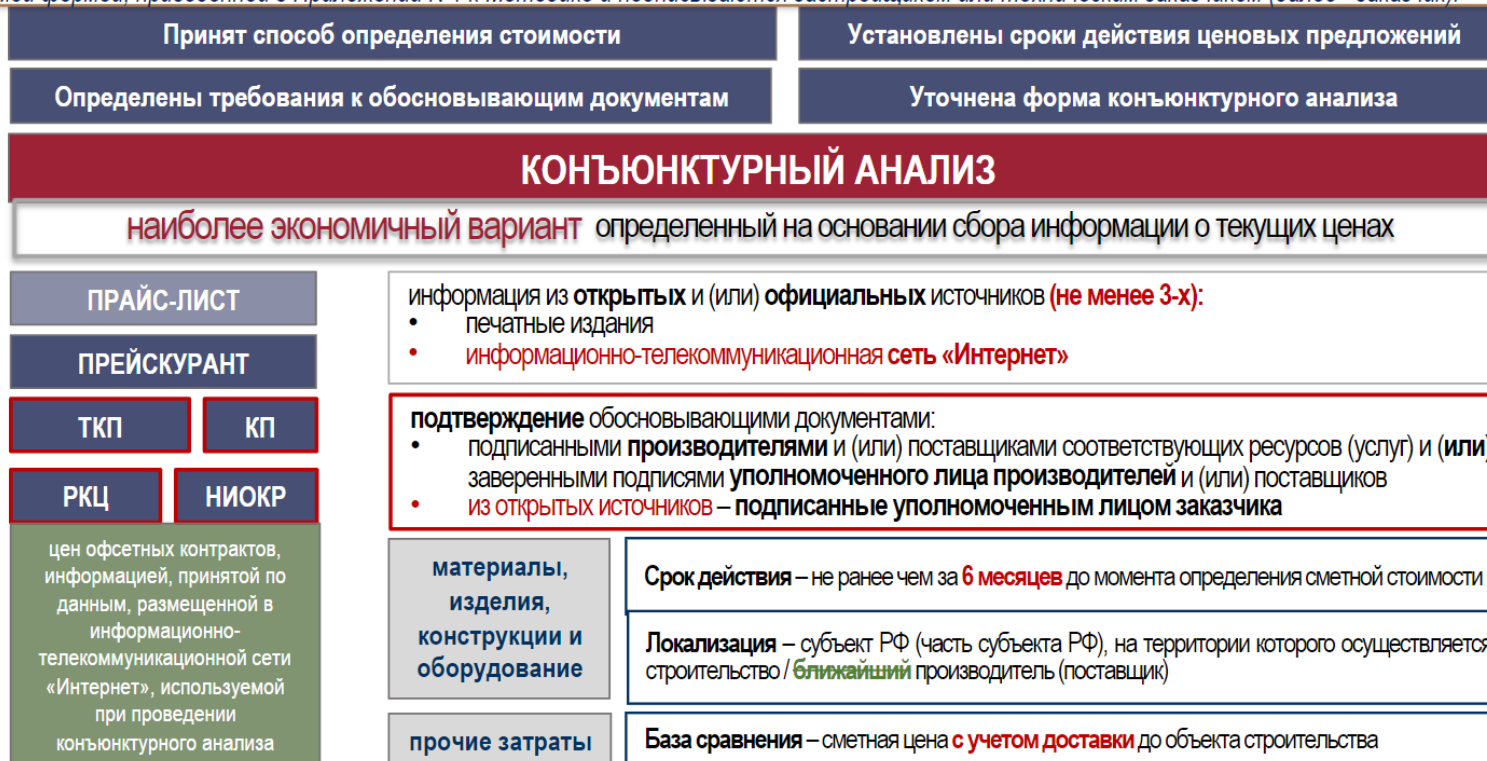 Принят способ определения стоимости
Установлены сроки действия ценовых предложений
Определены требования к обосновывающим документам
Уточнена форма конъюнктурного анализа
КОНЪЮНКТУРНЫЙ АНАЛИЗ
наиболее экономичный вариант определенный на основании сбора информации о текущих ценах
ПРАЙС-ЛИСТ
ПРЕЙСКУРАНТ
ТКП
КП
РКЦ
НИОКР
цен офсетных контрактов,
информацией, принятой по
данным, размещенной в
информационно-
телекоммуникационной сети
«Интернет», используемой
при проведении
конъюнктурного анализа
информация из открытых и (или) официальных источников (не менее 3-х):
• печатные издания
• информационно-телекоммуникационная сеть «Интернет»
подтверждение обосновывающими документами:
• подписанными производителями и (или) поставщиками соответствующих ресурсов (услуг) и (или)
заверенными подписями уполномоченного лица производителей и (или) поставщиков
• из открытых источников – подписанные уполномоченным лицом заказчика
материалы,
изделия,
конструкции и
оборудование
Срок действия – не ранее чем за 6 месяцев до момента определения сметной стоимости
Локализация – субъект РФ (часть субъекта РФ), на территории которого осуществляется
строительство / ближайший производитель (поставщик)
прочие затраты
База сравнения – сметная цена с учетом доставки до объекта строительства